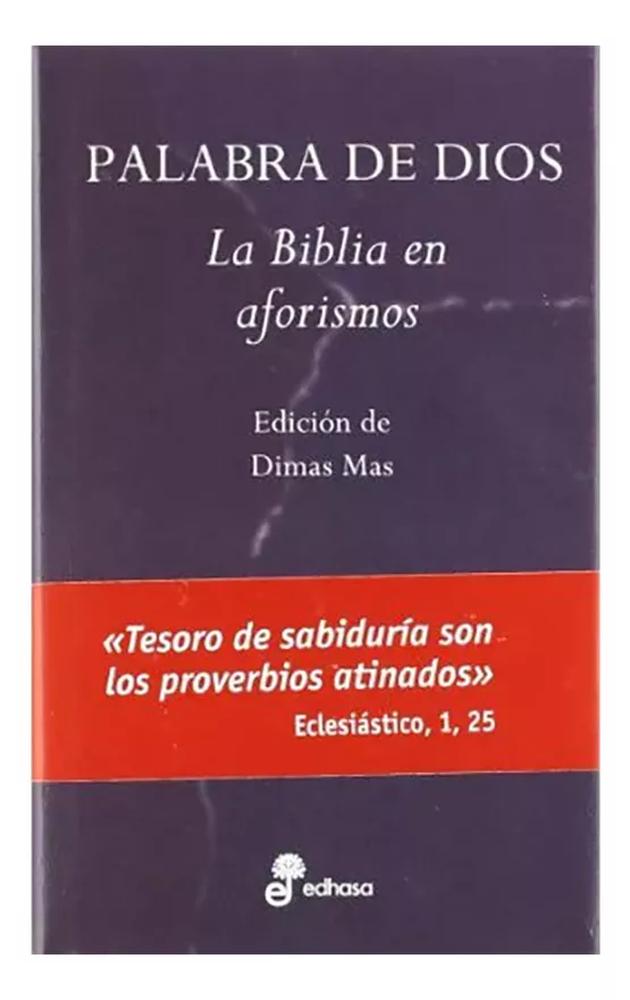 PALABRA DE DIOS
La Biblia en
aforismos
Edición de
Dimas Mas
«Tesoro de sabiduría son
los proverbios atinados»
Eclesiástico, 1, 25
edhasa